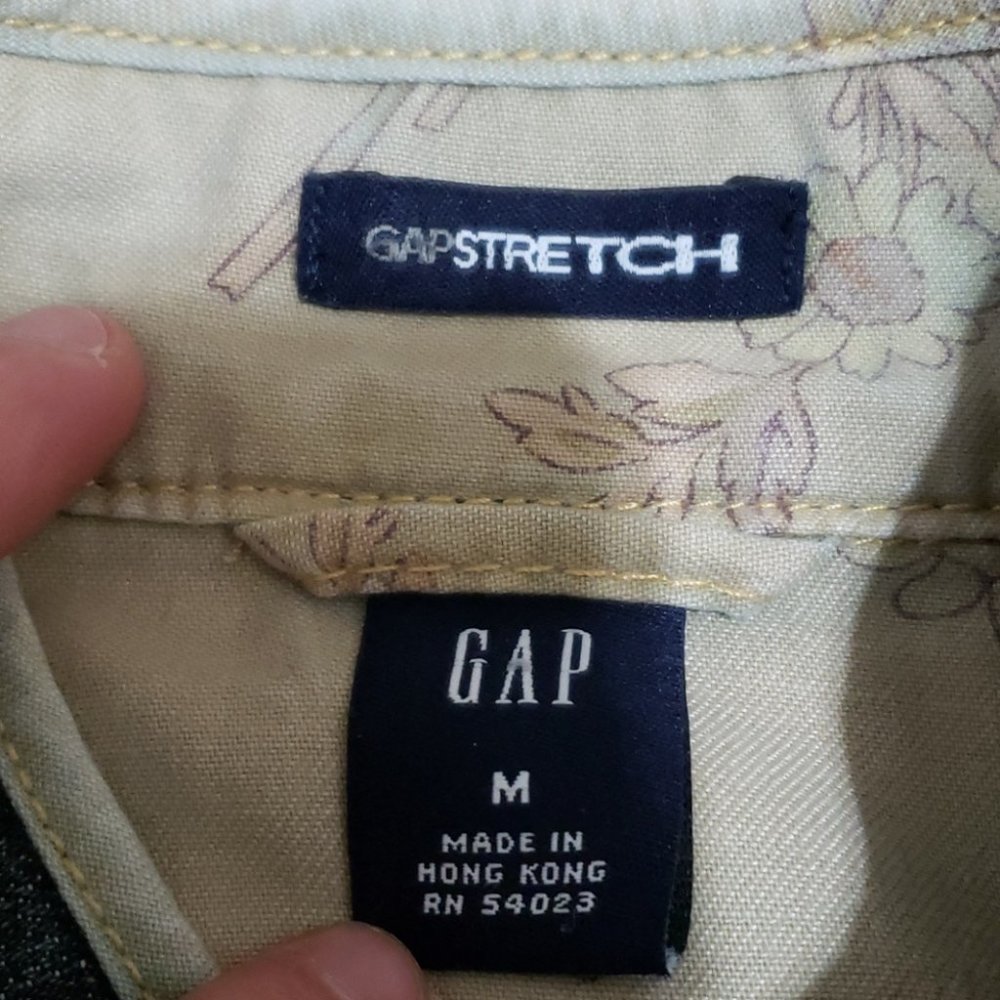 GAPSTRETCH
GAP
M
MADE IN
HONG KONG
RN 54023